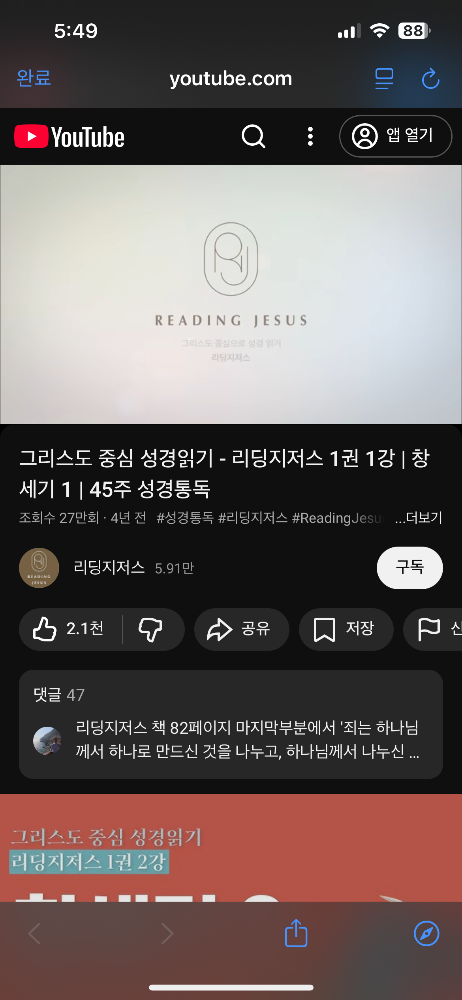 5:49
88
완료
youtube.com
YouTube
앱 열기
READING JESUS
그리스도 중심으로 성경 읽기
리딩지저스
그리스도 중심 성경읽기 - 리딩지저스 1권 1강 | 창
세기 1 | 45주 성경통독
조회수 27만회 · 4년 전 #성경통독 #리딩지저스 #ReadingJesus ...더보기
READING
JESUS
리딩지저스 5.91만
구독
2.1천
공유
저장
댓글 47
리딩지저스 책 82페이지 마지막부분에서 '죄는 하나님
께서 하나로 만드신 것을 나누고, 하나님께서 나누신 ...
그리스도 중심 성경읽기
리딩지저스 1권 2강